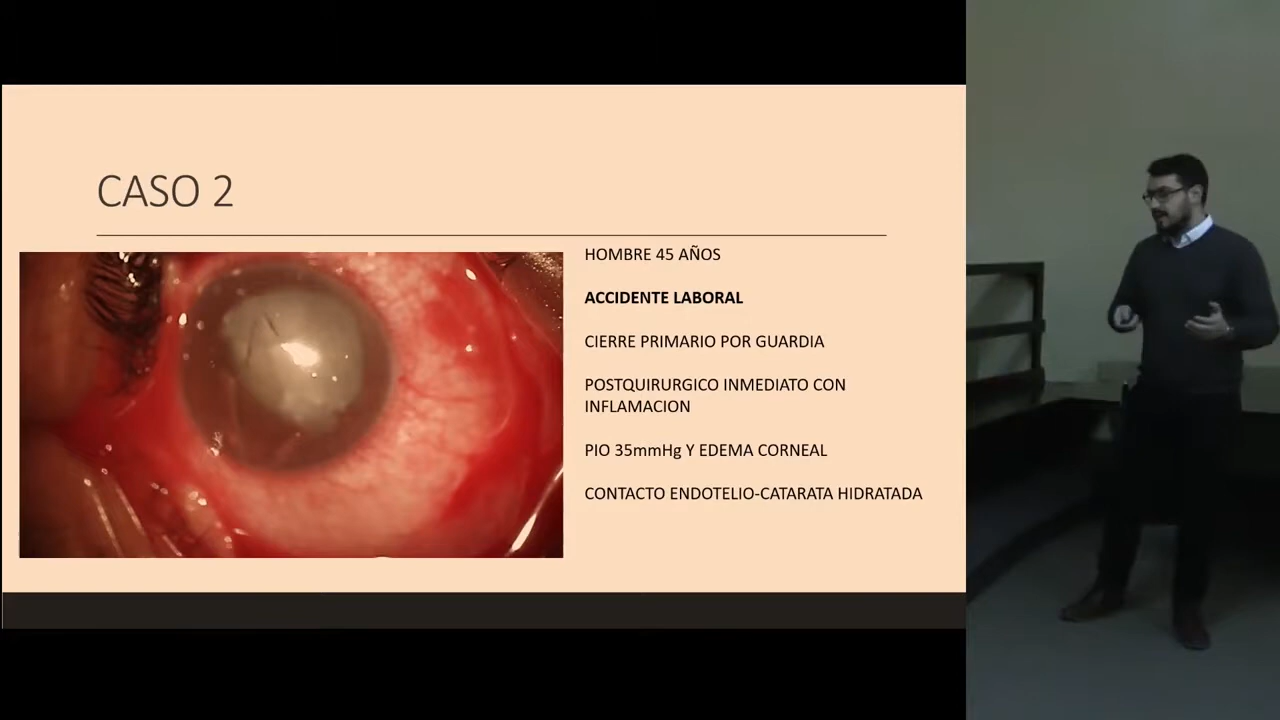 CASO 2
HOMBRE 45 AÑOS
ACCIDENTE LABORAL
CIERRE PRIMARIO POR GUARDIA
POSTQUIRURGICO INMEDIATO CON
INFLAMACION
PIO 35mmHg Y EDEMA CORNEAL
CONTACTO ENDOTELIO-CATARATA HIDRATADA